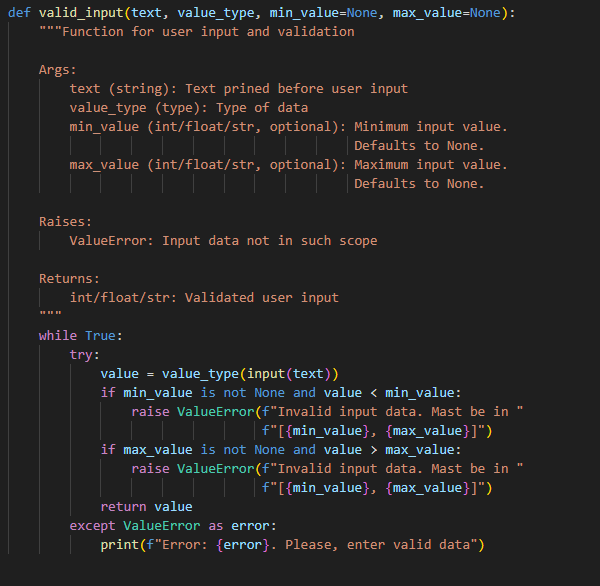 def valid_input(text, value_type, min_value=None, max_value=None):
"""Function for user input and validation
Args:
text (string): Text prined before user input
value_type (type): Type of data
min_value (int/float/str, optional): Minimum input value.
Defaults to None.
max_value (int/float/str, optional): Maximum input value.
Defaults to None.
Raises:
ValueError: Input data not in such scope
Returns:
int/float/str: Validated user input
"""
while True:
try:
value = value_type(input(text))
if min_value is not None and value < min_value:
raise ValueError(f"Invalid input data. Mast be in "
f"[{min_value}, {max_value}]")
if max_value is not None and value > max_value:
raise ValueError(f"Invalid input data. Mast be in "
f"[{min_value}, {max_value}]")
return value
except ValueError as error:
print(f"Error: {error}. Please, enter valid data")